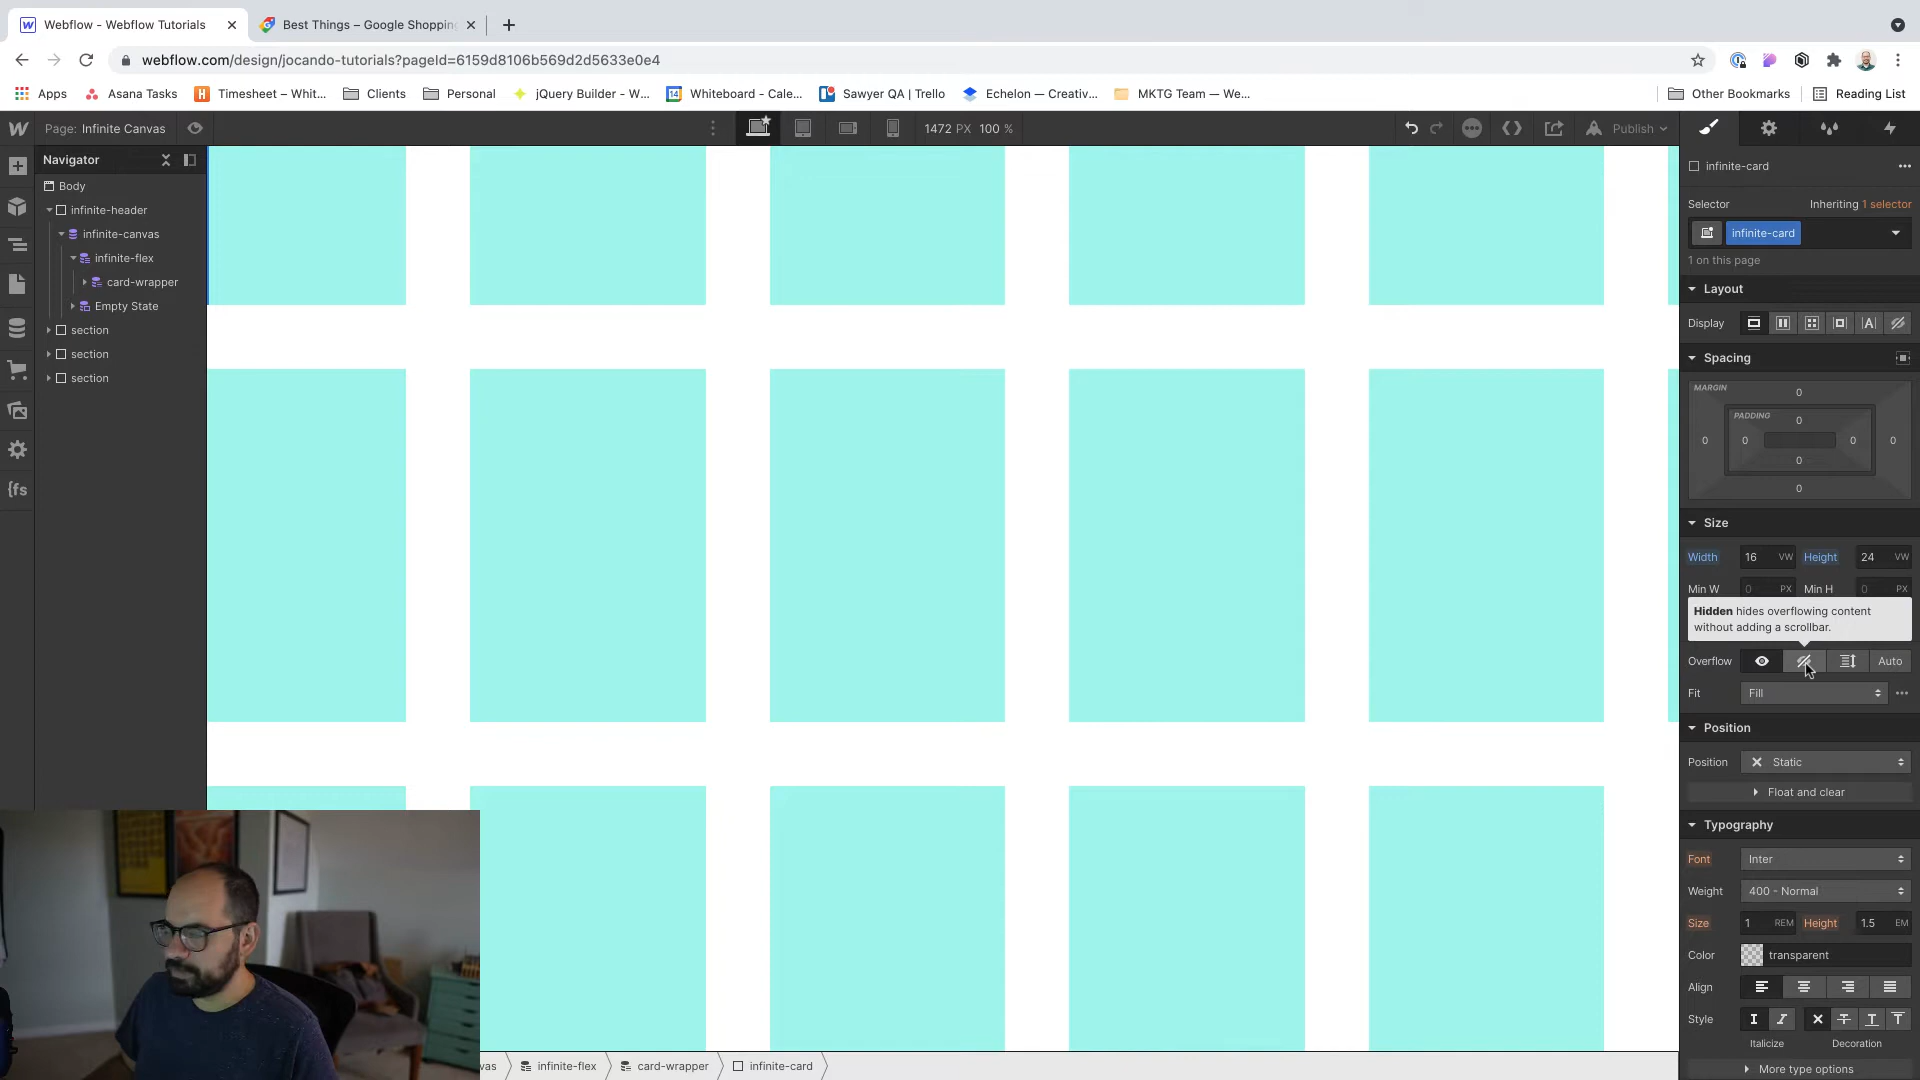 Webflow - Webflow Tutorials
Best Things – Google Shopping
webflow.com/design/jocando-tutorials?pageId=6159d8106b569d2d5633e0e4
Apps
Asana Tasks
Timesheet – Whit...
Clients
Personal
jQuery Builder - W...
Whiteboard - Cale...
Sawyer QA | Trello
Echelon — Creativ...
MKTG Team — We...
Other Bookmarks
Reading List
Page: Infinite Canvas
1472 PX 100 %
Publish
Navigator
Body
infinite-header
infinite-canvas
infinite-flex
card-wrapper
Empty State
section
section
section
infinite-card
Selector
Inheriting 1 selector
infinite-card
1 on this page
Layout
Display
Spacing
MARGIN
0
PADDING
0
0 0 0 0
0
0
Size
Width 16 VW Height 24 VW
Min W 0 PX Min H 0 PX
Hidden hides overflowing content
without adding a scrollbar.
Overflow Auto
Fit Fill
Position
Position Static
Float and clear
Typography
Font Inter
Weight 400 - Normal
Size 1 REM Height 1.5 EM
Color transparent
Align
Style
Italicize Decoration
More type options
vas infinite-flex card-wrapper infinite-card